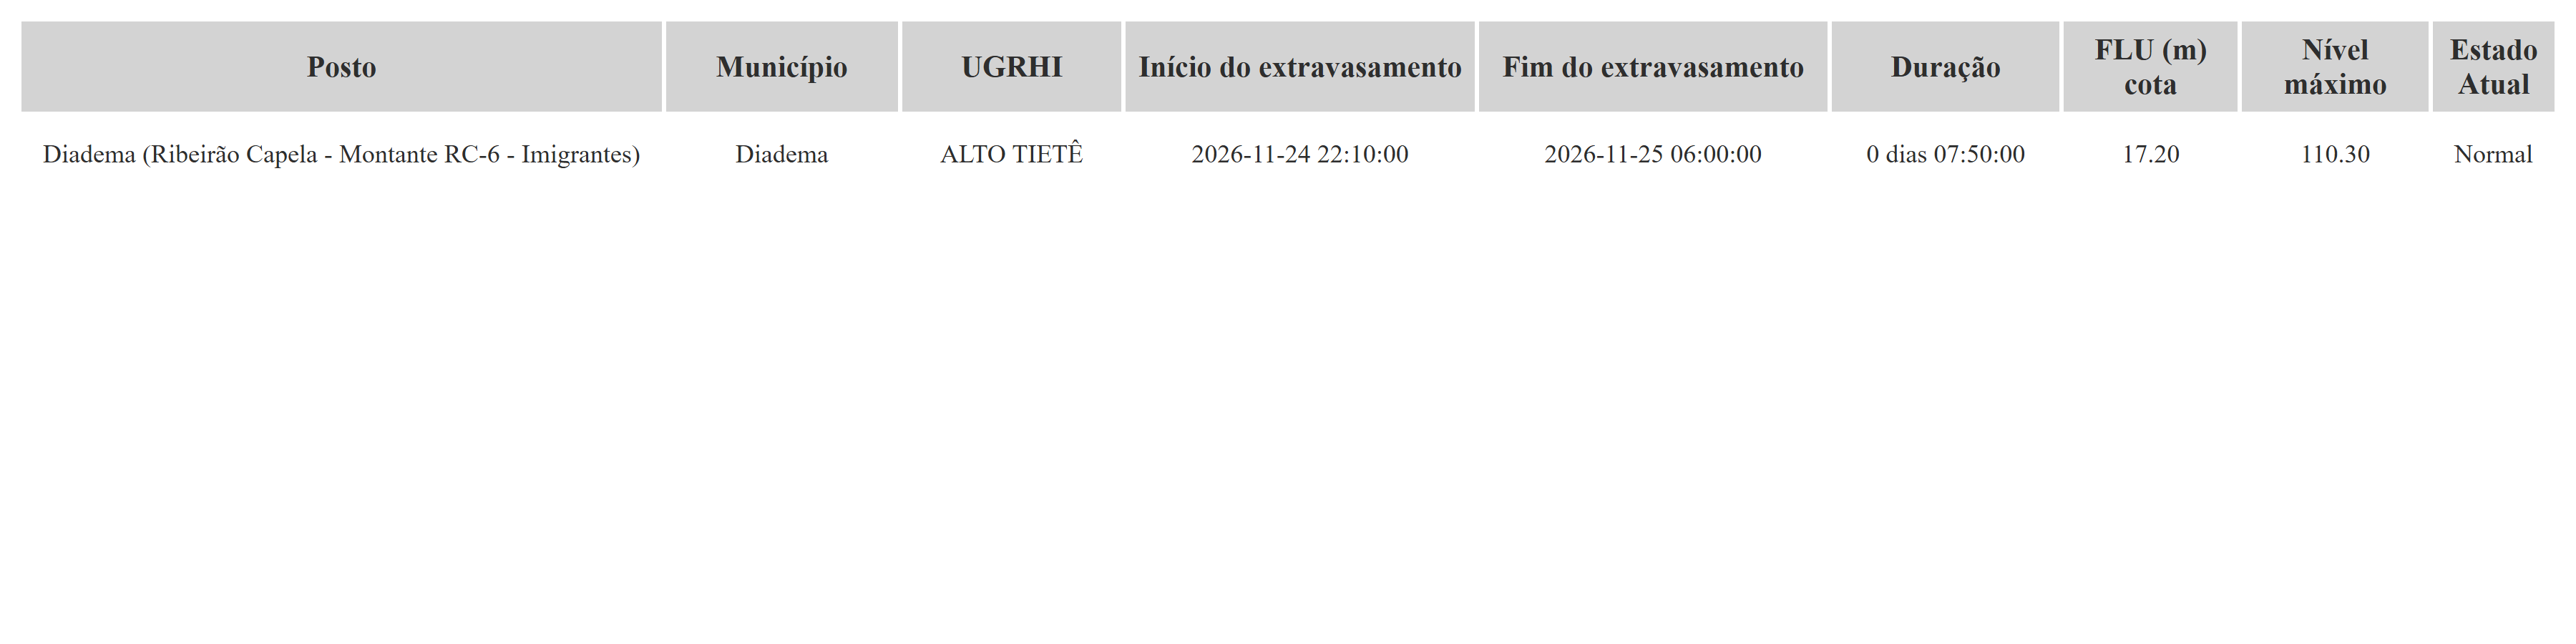 Posto Município UGRHI Início do extravasamento Fim do extravasamento Duração FLU (m) cota Nível máximo Estado Atual
Diadema (Ribeirão Capela - Montante RC-6 - Imigrantes) Diadema ALTO TIETÊ 2026-11-24 22:10:00 2026-11-25 06:00:00 0 dias 07:50:00 17.20 110.30 Normal